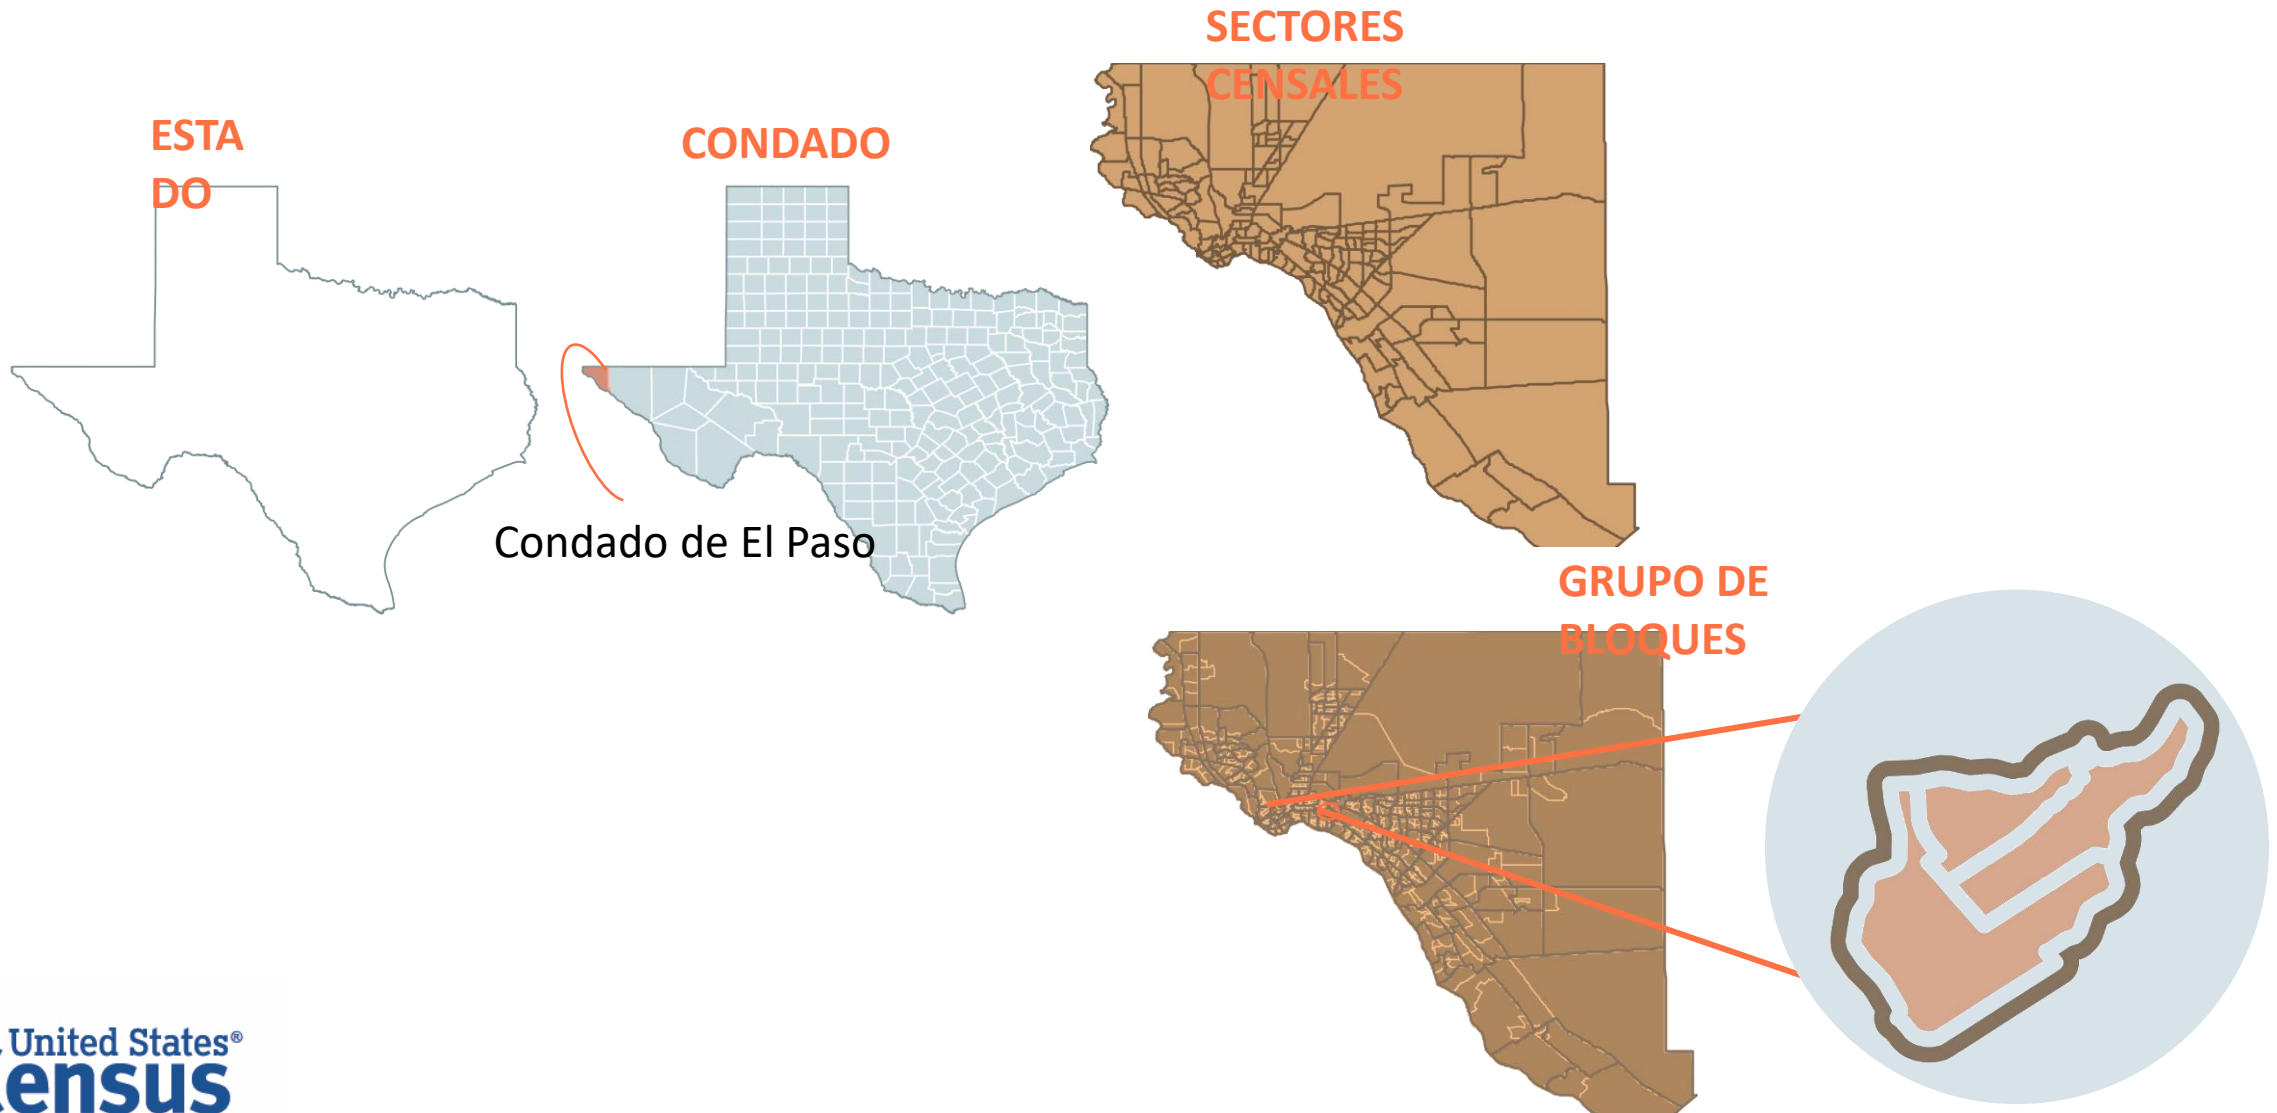 SECTORES
CENSALES
ESTA
DO
CONDADO
Condado de El Paso
GRUPO DE
BLOQUES
United States®
ensus